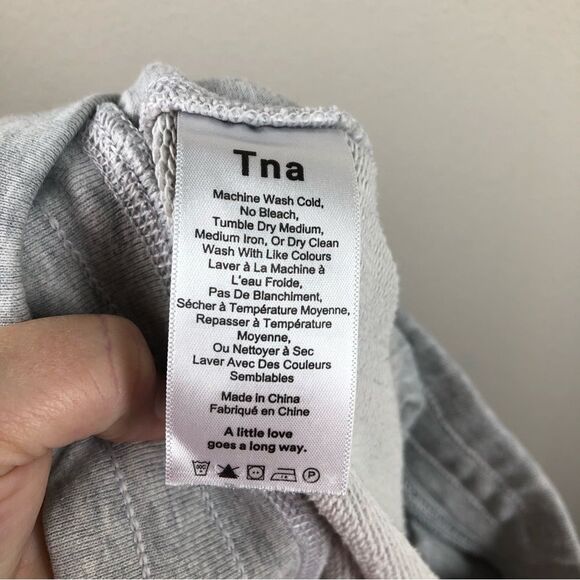 Tna
Machine Wash Cold,
No Bleach,
Tumble Dry Medium,
Medium Iron, Or Dry Clean
Wash With Like Colours
Laver à La Machine à
L'eau Froide,
Pas De Blanchiment,
Sécher à Température Moyenne,
Repasser à Température
Moyenne,
Ou Nettoyer à Sec
Laver Avec Des Couleurs
Semblables
Made in China
Fabriqué en Chine
A little love
goes a long way.
P